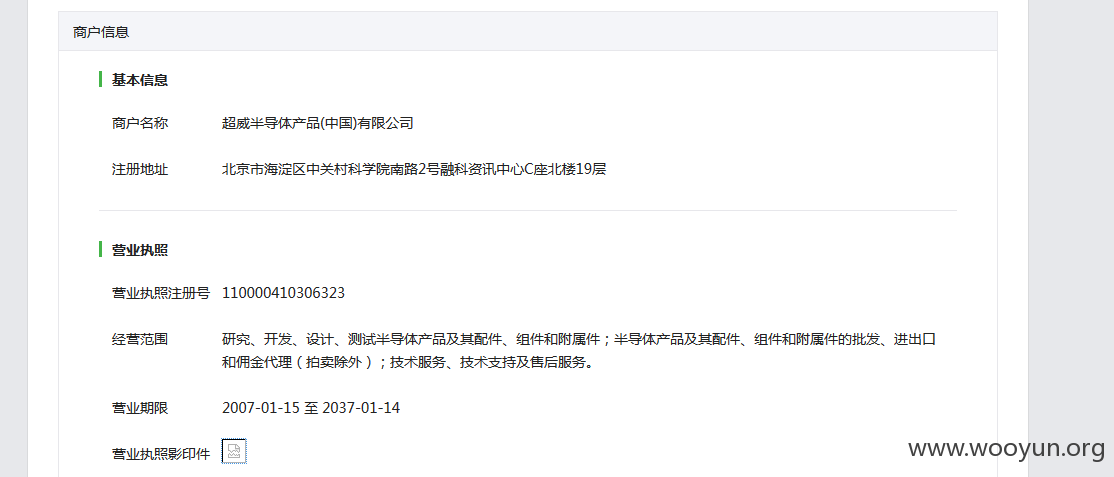 商户信息
基本信息
商户名称 超威半导体产品(中国)有限公司
注册地址 北京市海淀区中关村科学院南路2号融科资讯中心C座北楼19层
营业执照
营业执照注册号 110000410306323
经营范围 研究、开发、设计、测试半导体产品及其配件、组件和附属件；半导体产品及其配件、组件和附属件的批发、进出口
和佣金代理（拍卖除外）；技术服务、技术支持及售后服务。
营业期限 2007-01-15 至 2037-01-14
营业执照影印件
www.wooyun.org